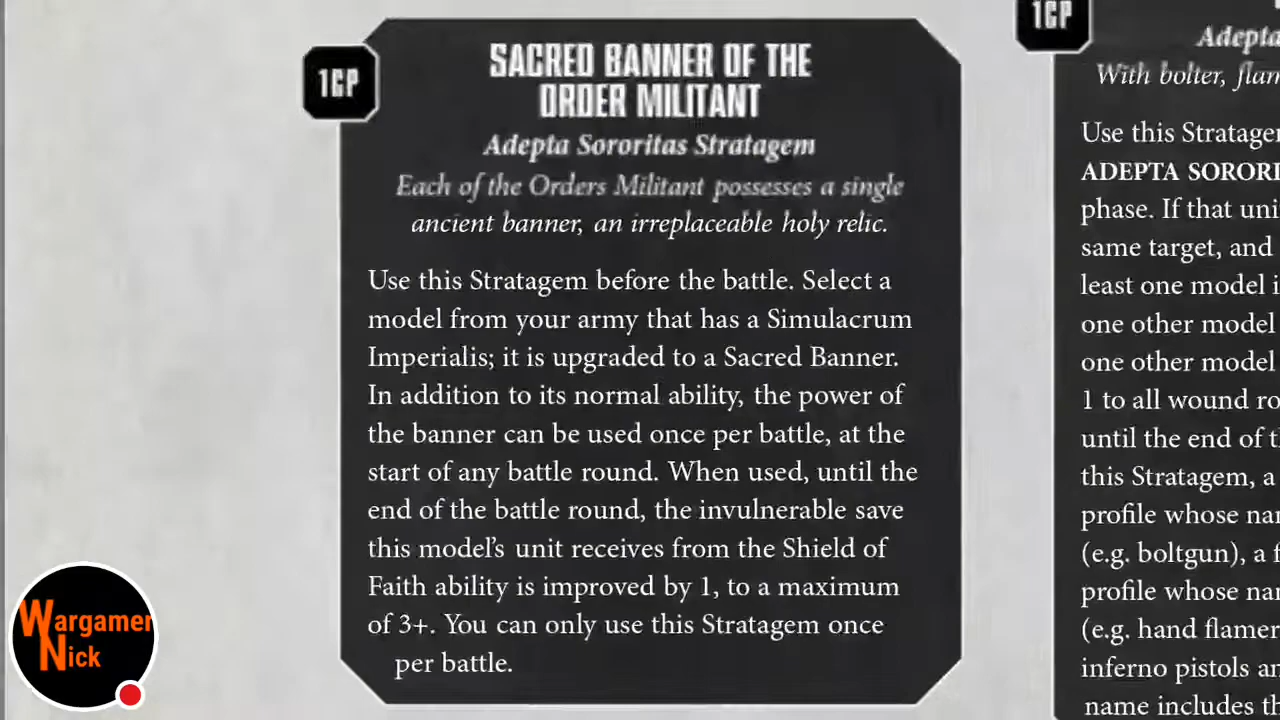 1CP
SACRED BANNER OF THE
ORDER MILITANT
Adepta Sororitas Stratagem
Each of the Orders Militant possesses a single
ancient banner, an irreplaceable holy relic.
Use this Stratagem before the battle. Select a
model from your army that has a Simulacrum
Imperialis; it is upgraded to a Sacred Banner.
In addition to its normal ability, the power of
the banner can be used once per battle, at the
start of any battle round. When used, until the
end of the battle round, the invulnerable save
this model's unit receives from the Shield of
Faith ability is improved by 1, to a maximum
of 3+. You can only use this Stratagem once
per battle.
1CP
Adepta
With bolter,
Use this
ADEPTA
phase. If that
same target, and
least one model
one other model
one other model
1 to all wound
until the end of
this Stratagem, a
profile whose
(e.g. boltgun), a
profile whose
(e.g. hand flamer
inferno pistols
name includes
Wargamer
Nick